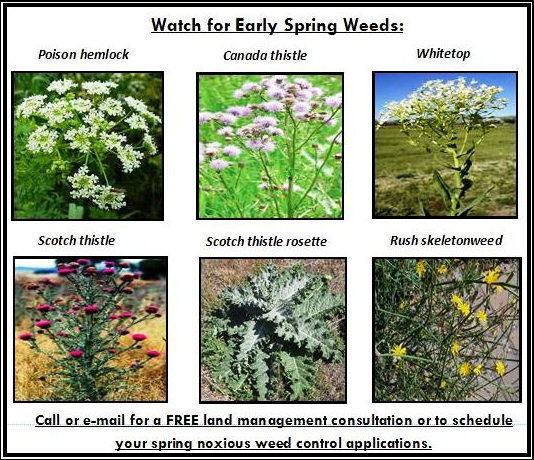 Watch for Early Spring Weeds:
Poison hemlock Canada thistle Whitetop
Scotch thistle Scotch thistle rosette Rush skeletonweed
Call or e-mail for a FREE land management consultation or to schedule
your spring noxious weed control applications.